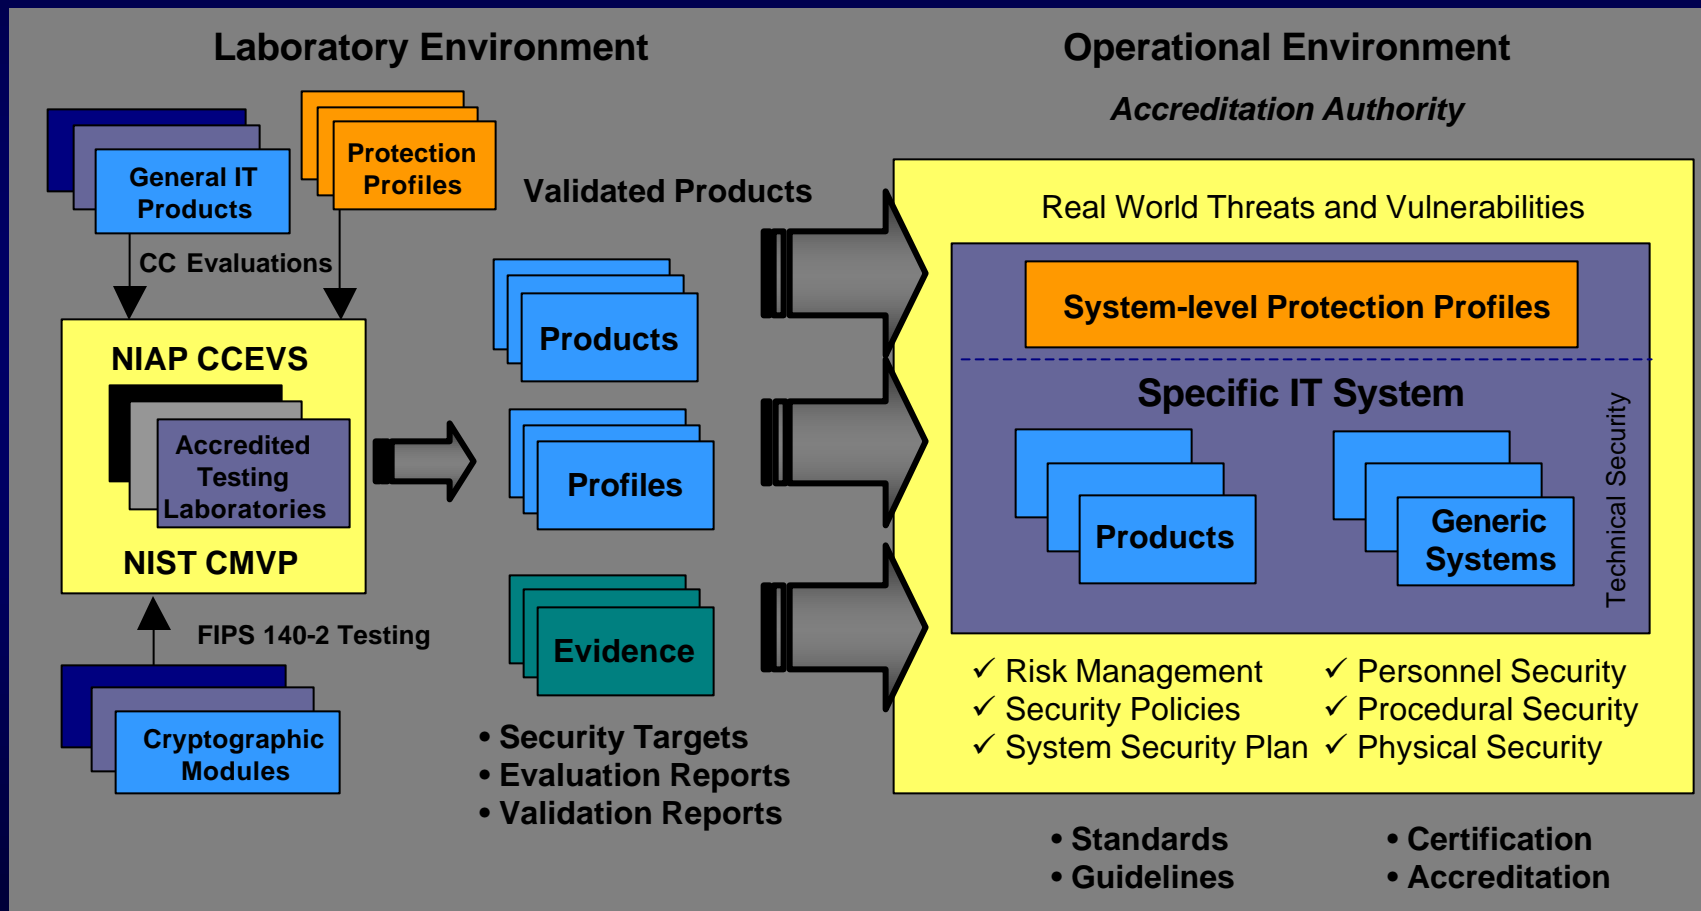 Laboratory Environment
Operational Environment
Accreditation Authority
General IT
Products
Protection
Profiles
CC Evaluations
NIAP CCEVS
Accredited
Testing
Laboratories
NIST CMVP
FIPS 140-2 Testing
Cryptographic
Modules
Validated Products
Products
Profiles
Evidence
• Security Targets
• Evaluation Reports
• Validation Reports
Real World Threats and Vulnerabilities
System-level Protection Profiles
Specific IT System
Products
Generic
Systems
Technical Security
✓ Risk Management
✓ Security Policies
✓ System Security Plan
✓ Personnel Security
✓ Procedural Security
✓ Physical Security
• Standards
• Guidelines
• Certification
• Accreditation